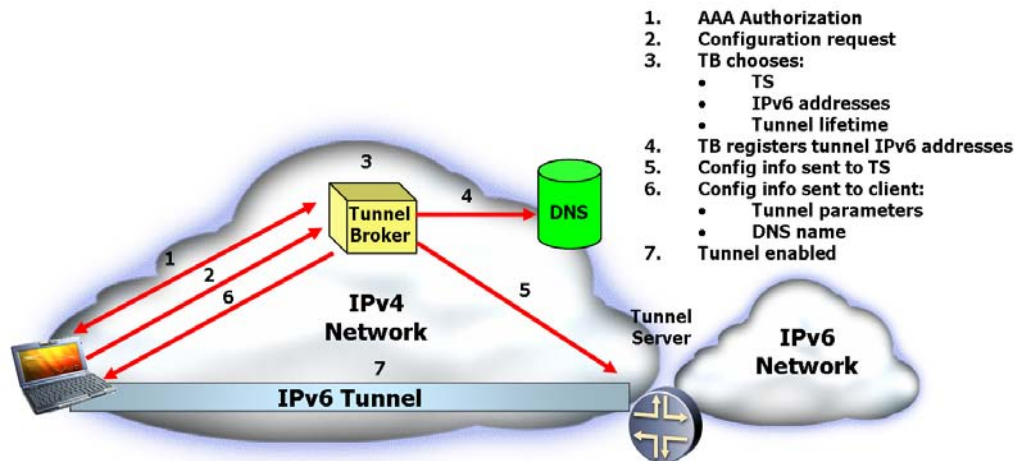 1. AAA Authorization
2. Configuration request
3. TB chooses:
• TS
• IPv6 addresses
• Tunnel lifetime
4. TB registers tunnel IPv6 addresses
5. Config info sent to TS
6. Config info sent to client:
• Tunnel parameters
• DNS name
7. Tunnel enabled
3
Tunnel
Broker
4
DNS
1
2
6
5
IPv4
Network
Tunnel
Server
IPv6
Network
7
IPv6 Tunnel